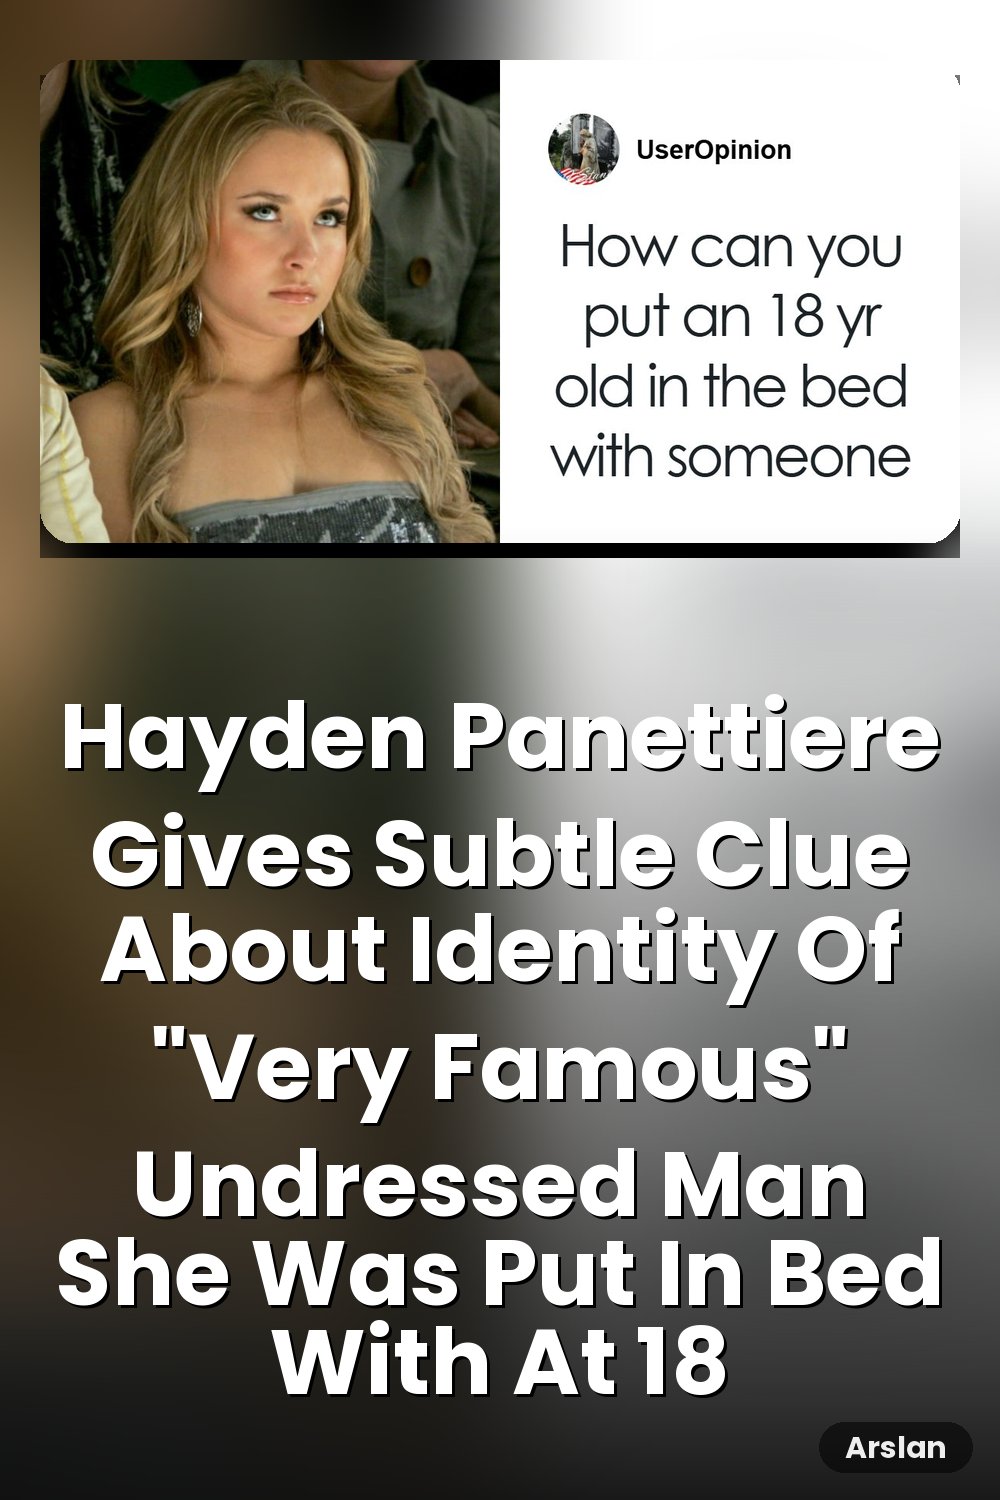 UserOpinion
How can you
put an 18 yr
old in the bed
with someone
Hayden Panettiere
Gives Subtle Clue
About Identity Of
"Very Famous"
Undressed Man
She Was Put In Bed
With At 18
Arslan